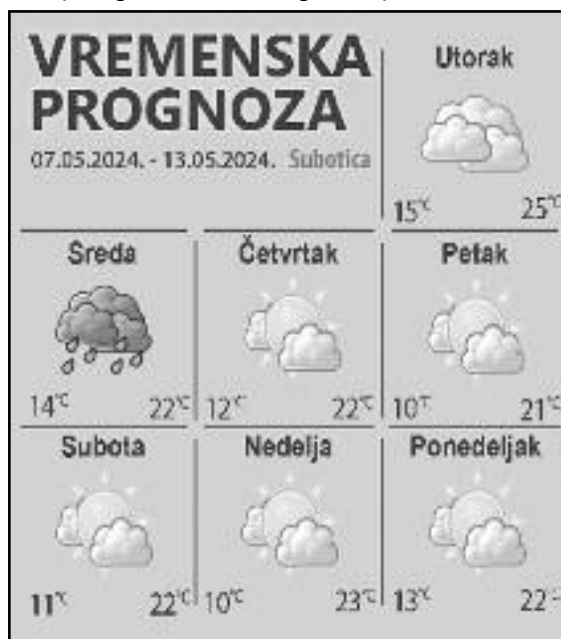 VREMENSKA
PROGNOZA
07.05.2024. - 13.05.2024. Subotica
Utorak
15°C 25°C
Sreda
14°C 22°C
Četvrtak
12°C 22°C
Petak
10°C 21°C
Subota
11°C 22°C
Nedelja
10°C 23°C
Ponedeljak
13°C 22°C